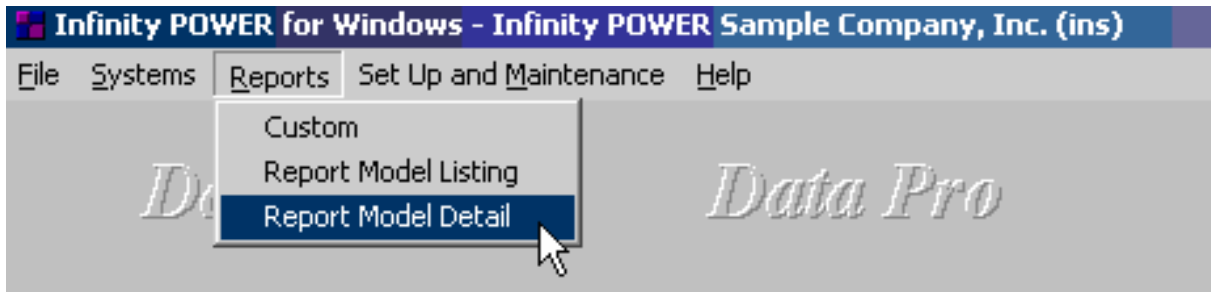 Infinity POWER for Windows - Infinity POWER Sample Company, Inc. (ins)
File Systems Reports Set Up and Maintenance Help
Custom
Report Model Listing
Data Pro
Report Model Detail